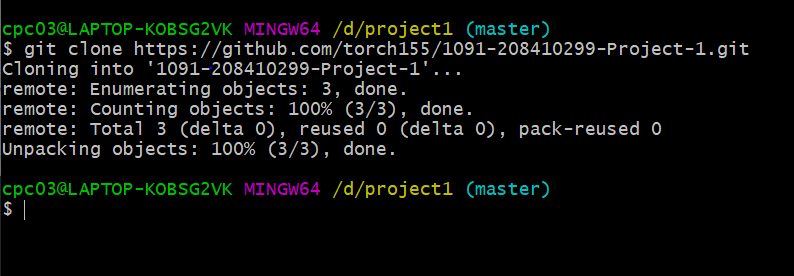 cpc03@LAPTOP-KOBSG2VK MINGW64 /d/project1 (master)
$ git clone https://github.com/torch155/1091-208410299-Project-1.git
Cloning into '1091-208410299-Project-1'...
remote: Enumerating objects: 3, done.
remote: Counting objects: 100% (3/3), done.
remote: Total 3 (delta 0), reused 0 (delta 0), pack-reused 0
Unpacking objects: 100% (3/3), done.
cpc03@LAPTOP-KOBSG2VK MINGW64 /d/project1 (master)
$